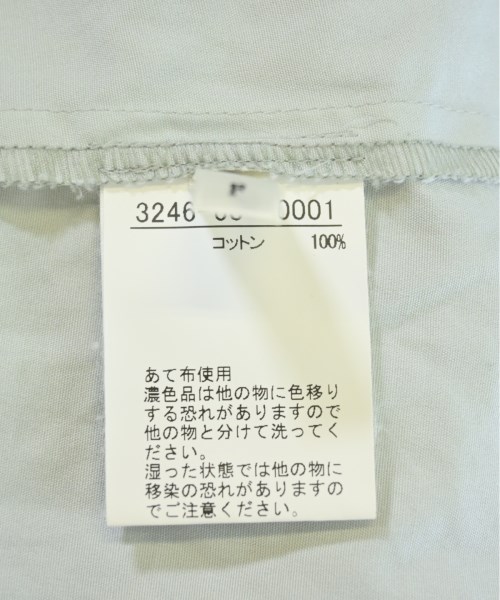 3246 0001
コットン 100%
あて布使用
濃色品は他の物に色移り
する恐れがありますので
他の物と分けて洗ってく
ださい。
湿った状態では他の物に
移染の恐れがありますの
でご注意ください。